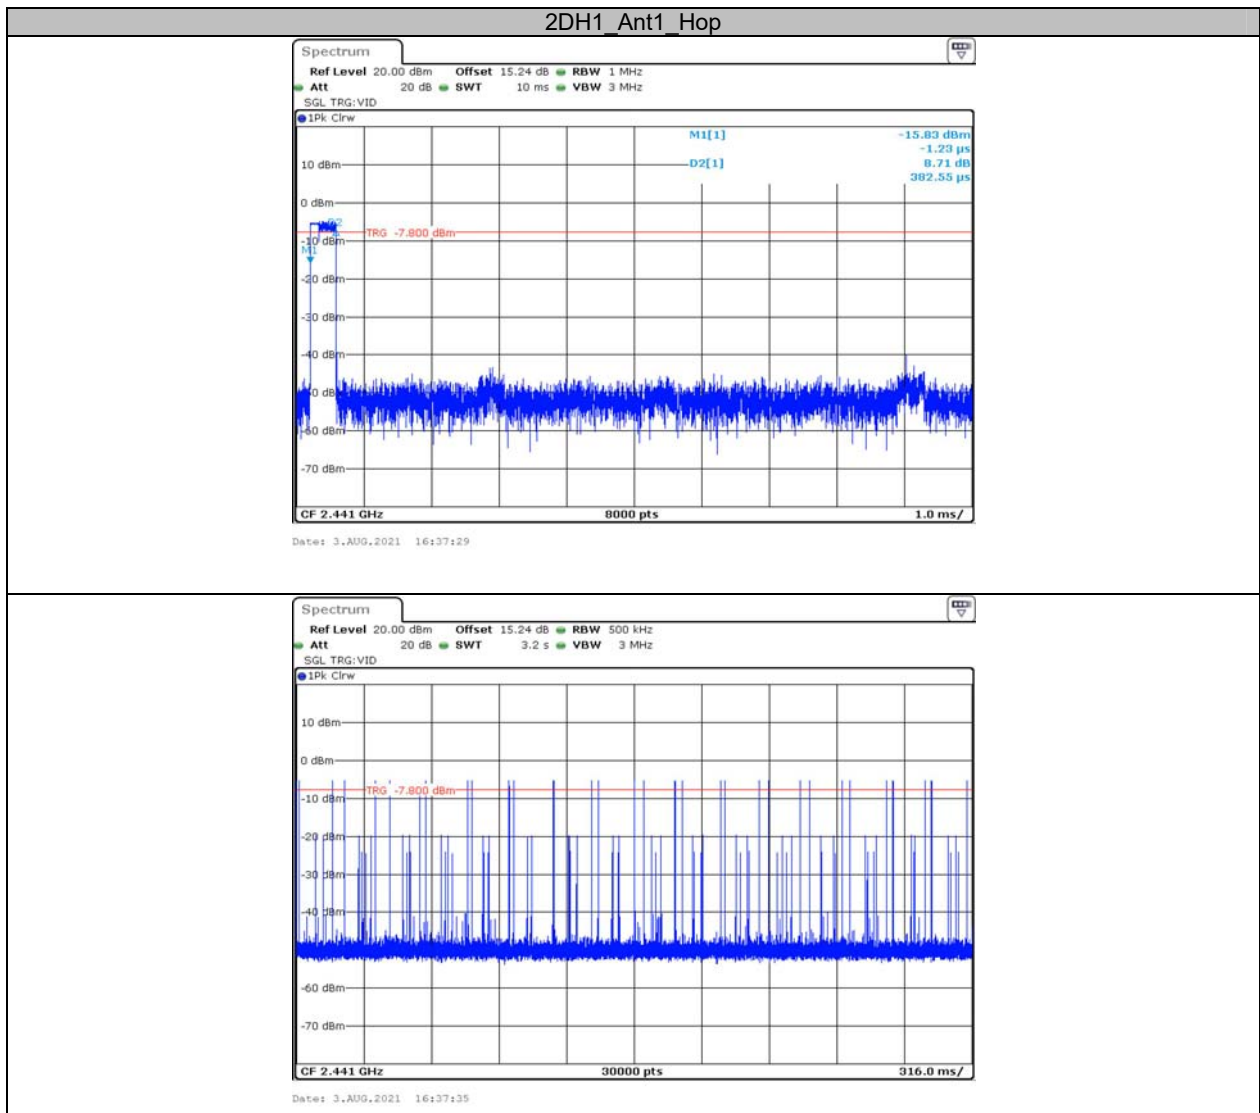 2DH1_Ant1_Hop
Spectrum
Ref Level 20.00 dBm Offset 15.24 dB RBW 1 MHz
Att 20 dB SWT 10 ms VBW 3 MHz
SGL TRG:VID
1Pk Clrw
M1[1] -15.83 dBm
-1.23 µs
D2[1] 8.71 dB
382.55 µs
10 dBm
0 dBm
D2
TRG -7.800 dBm
-10 dBm
M1
-20 dBm
-30 dBm
-40 dBm
-50 dBm
-60 dBm
-70 dBm
CF 2.441 GHz 8000 pts 1.0 ms/
Date: 3.AUG.2021 16:37:29
Spectrum
Ref Level 20.00 dBm Offset 15.24 dB RBW 500 kHz
Att 20 dB SWT 3.2 s VBW 3 MHz
SGL TRG:VID
1Pk Clrw
10 dBm
0 dBm
TRG -7.800 dBm
-10 dBm
-20 dBm
-30 dBm
-40 dBm
-60 dBm
-70 dBm
CF 2.441 GHz 30000 pts 316.0 ms/
Date: 3.AUG.2021 16:37:35